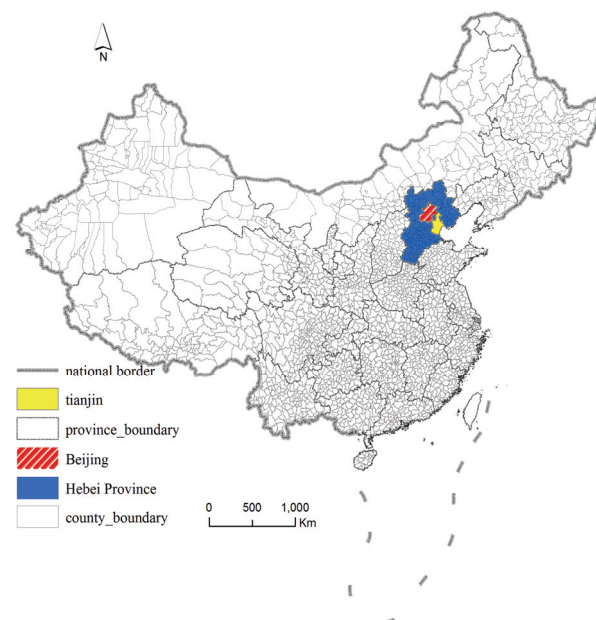 N
national border
tianjin
province_boundary
Beijing
Hebei Province
county_boundary
0 500 1,000
Km